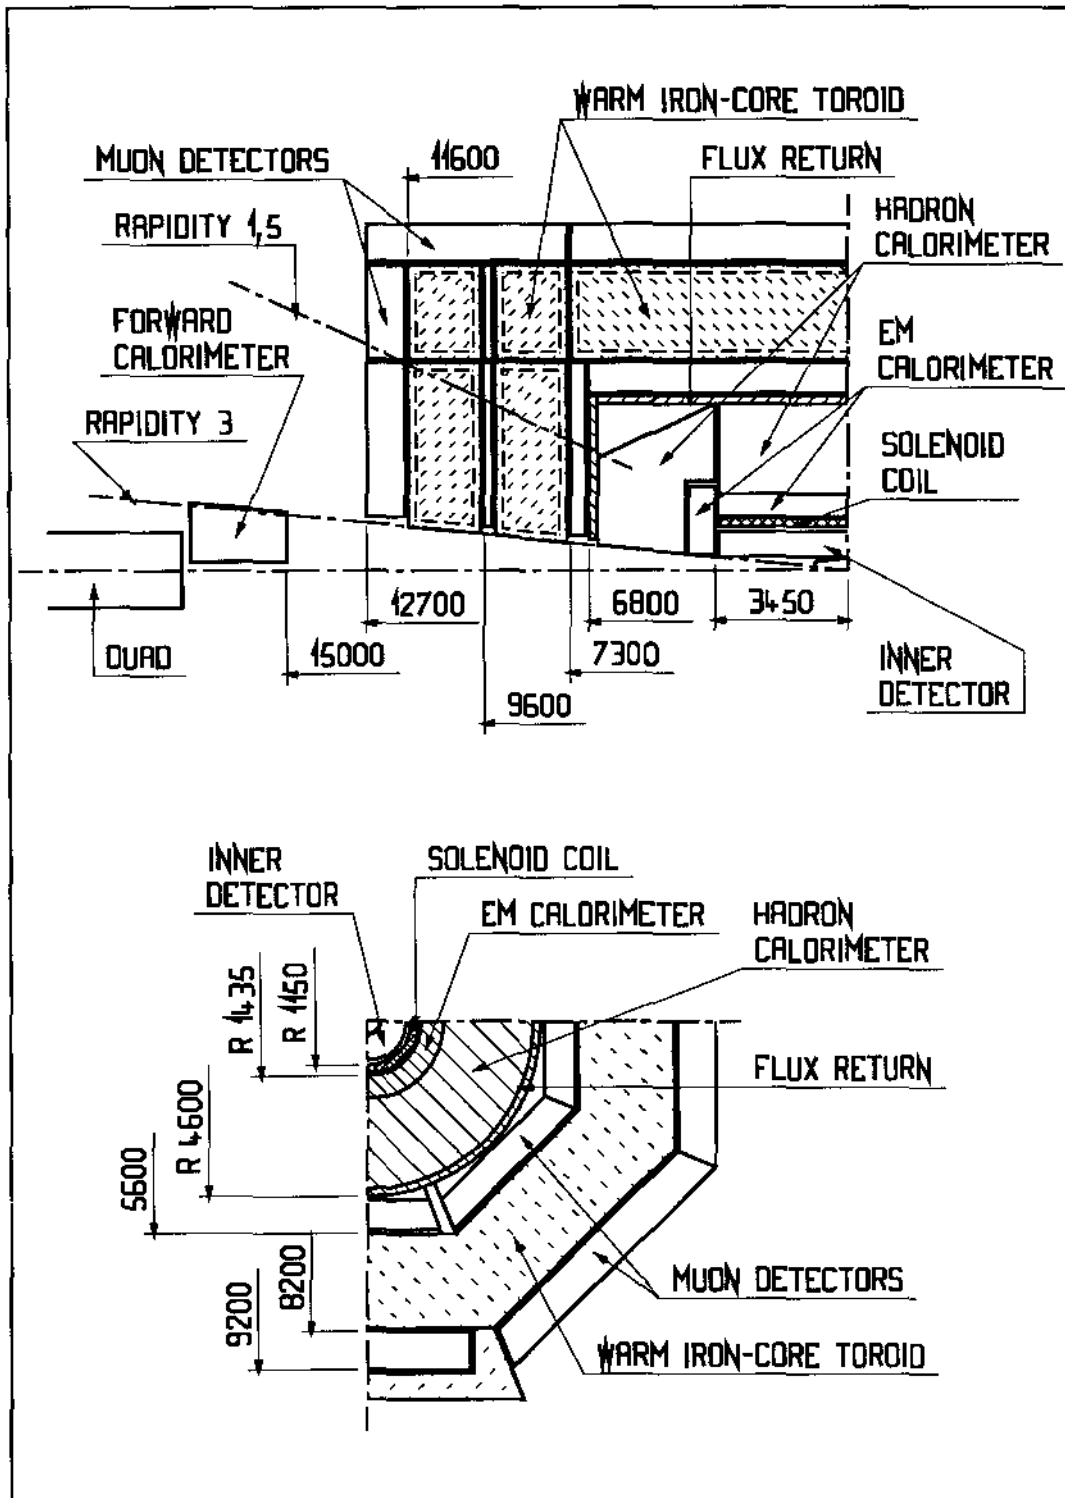 WARM IRON-CORE TOROID
MUON DETECTORS
11600
FLUX RETURN
RAPIDITY 1,5
HADRON
CALORIMETER
FORWARD
CALORIMETER
EM
CALORIMETER
RAPIDITY 3
SOLENOID
COIL
12700
6800
3450
QUAD
15000
7300
INNER
DETECTOR
9600
INNER
DETECTOR
SOLENOID COIL
EM CALORIMETER
HADRON
CALORIMETER
R 1435
R 1150
FLUX RETURN
R 4600
5600
8200
9200
MUON DETECTORS
WARM IRON-CORE TOROID